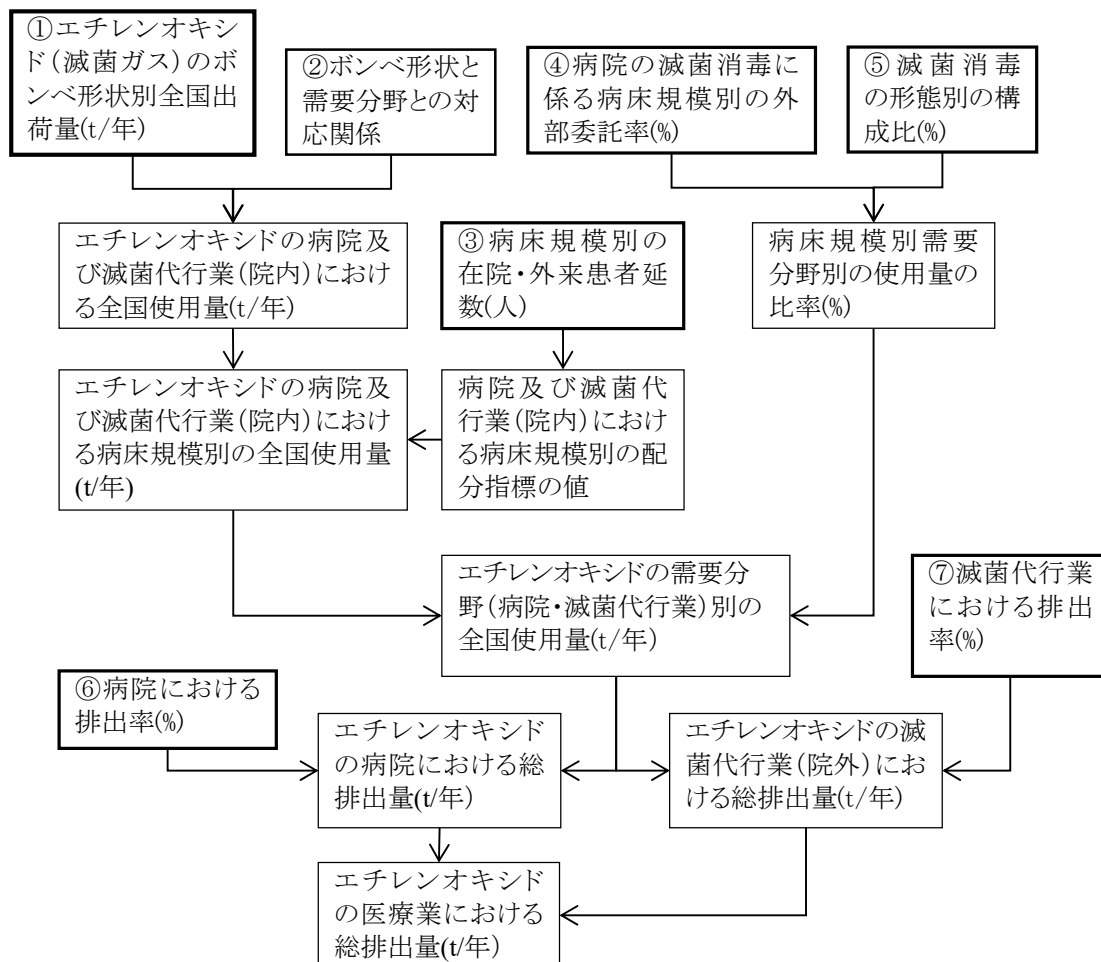 ①エチレンオキシ
ド(滅菌ガス)のボ
ンベ形状別全国出
荷量(t/年)
②ボンベ形状と
需要分野との対
応関係
④病院の滅菌消毒に
係る病床規模別の外
部委託率(%)
⑤滅菌消毒
の形態別の構
成比(%)
エチレンオキシドの病院及
び滅菌代行業(院内)におけ
る全国使用量(t/年)
③病床規模別の
在院・外来患者延
数(人)
病床規模別需要
分野別の使用量の
比率(%)
エチレンオキシドの病院及
び滅菌代行業(院内)におけ
る病床規模別の全国使用量
(t/年)
病院及び滅菌代
行業(院内)におけ
る病床規模別の配
分指標の値
エチレンオキシドの需要分
野(病院・滅菌代行業)別の
全国使用量(t/年)
⑦滅菌代行業
における排出
率(%)
⑥病院における
排出率(%)
エチレンオキシド
の病院における総
排出量(t/年)
エチレンオキシドの滅
菌代行業(院外)にお
ける総排出量(t/年)
エチレンオキシド
の医療業における
総排出量(t/年)